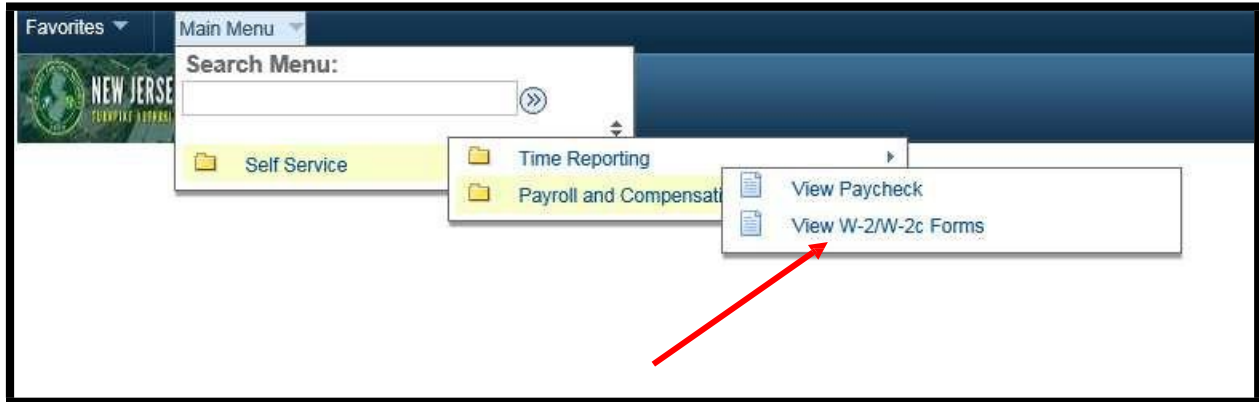 Favorites
Main Menu
Search Menu:
NEW JERSE
Self Service
Time Reporting
Payroll and Compensati
View Paycheck
View W-2/W-2c Forms